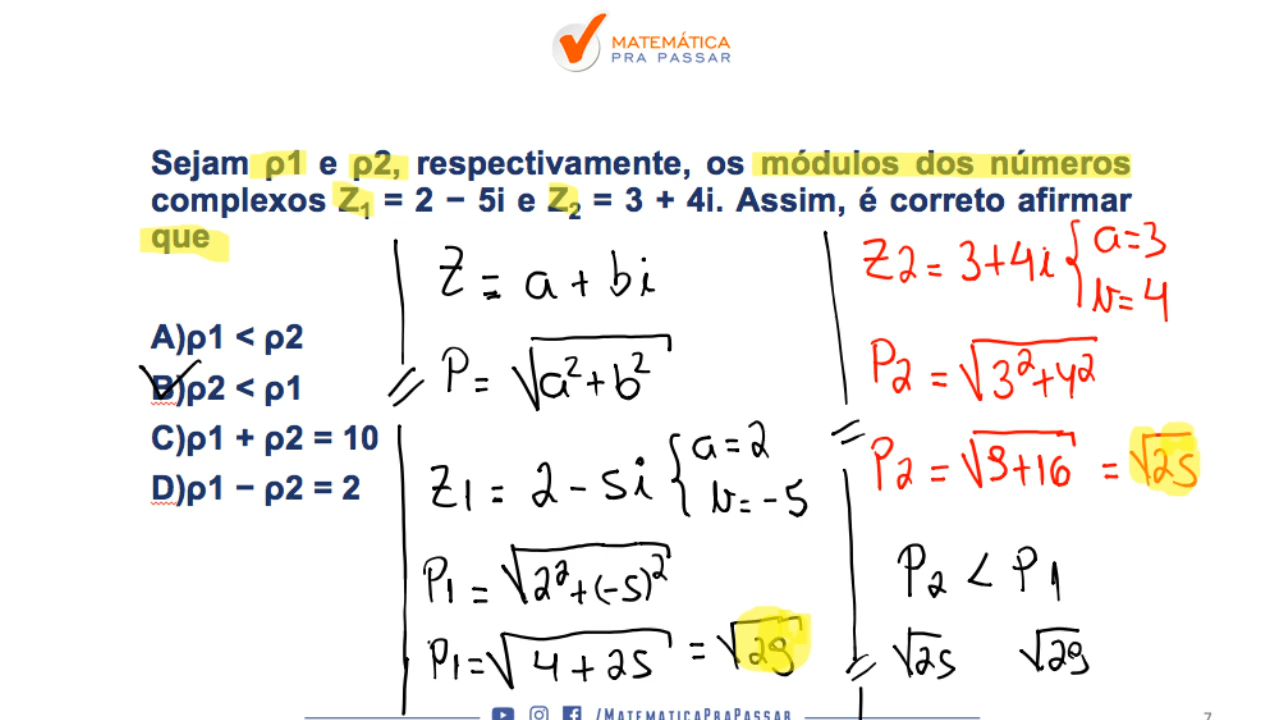 MATEMÁTICA
PRA PASSAR
Sejam ρ1 e ρ2, respectivamente, os módulos dos números
complexos Z₁ = 2 − 5i e Z₂ = 3 + 4i. Assim, é correto afirmar
que
A)ρ1 < ρ2
B)ρ2 < ρ1
C)ρ1 + ρ2 = 10
D)ρ1 − ρ2 = 2
Z = a + bi
P = √(a² + b²)
Z1 = 2 − 5i { a = 2
b = −5
P1 = √(2² + (−5)²)
P1 = √(4 + 25) = √29
Z2 = 3 + 4i { a = 3
b = 4
P2 = √(3² + 4²)
P2 = √(9 + 16) = √25
P2 < P1
√25 √29
/MATEMATICAPRAPASSAR
7